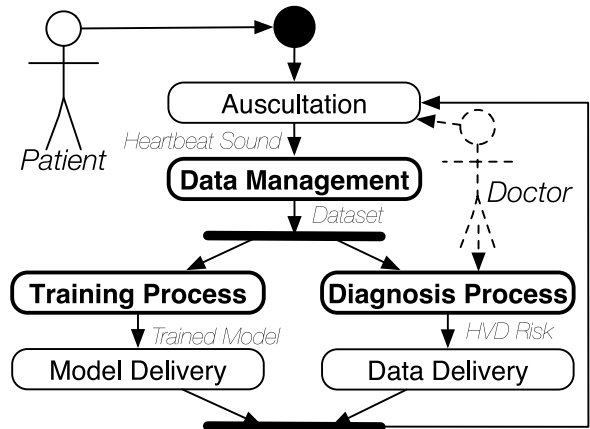 Auscultation
Patient
Heartbeat Sound
Data Management
Doctor
Dataset
Training Process
Diagnosis Process
Trained Model
HVD Risk
Model Delivery
Data Delivery